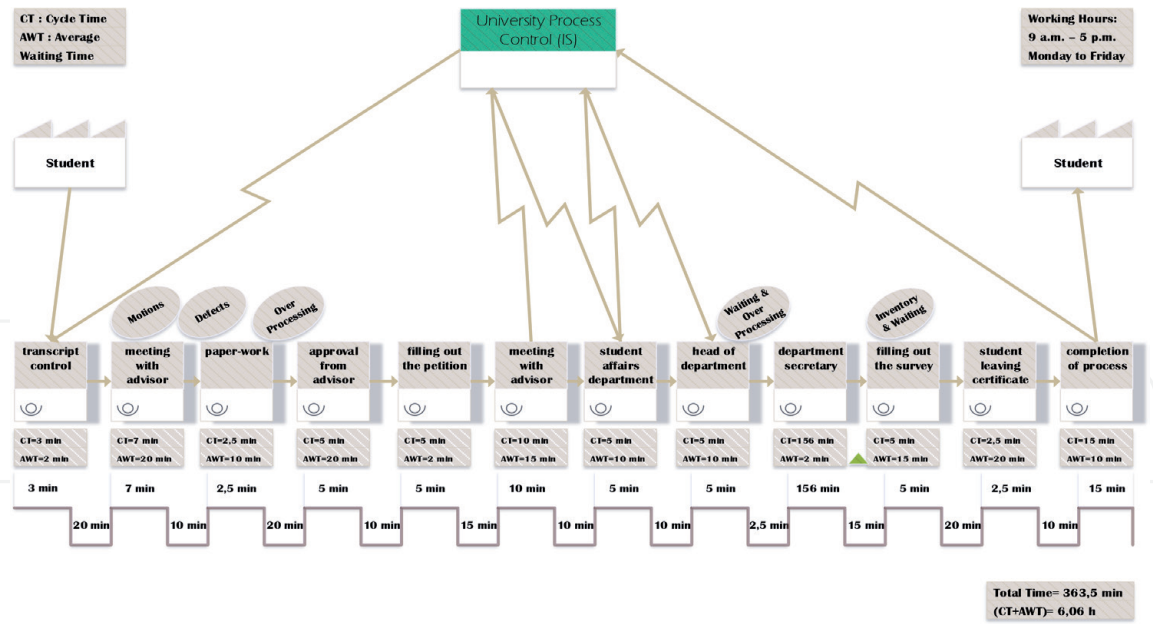 CT : Cycle Time
AWT : Average
Waiting Time
University Process
Control (IS)
Working Hours:
9 a.m. – 5 p.m.
Monday to Friday
Student
Student
Motions
Defects
Over
Processing
Waiting &
Over
Processing
Inventory
& Waiting
transcript
control
meeting
with
advisor
paper-work
approval
from
advisor
filling out
the petition
meeting
with
advisor
student
affairs
department
head of
department
department
secretary
filling out
the survey
student
leaving
certificate
completion
of process
CT=3 min
AWT=2 min
CT=7 min
AWT=20 min
CT=2,5 min
AWT=10 min
CT=5 min
AWT=20 min
CT=5 min
AWT=2 min
CT=10 min
AWT=15 min
CT=5 min
AWT=10 min
CT=5 min
AWT=10 min
CT=156 min
AWT=2 min
CT=5 min
AWT=15 min
CT=2,5 min
AWT=20 min
CT=15 min
AWT=10 min
3 min
7 min
2,5 min
5 min
5 min
10 min
5 min
5 min
156 min
5 min
2,5 min
15 min
20 min
10 min
20 min
10 min
15 min
10 min
10 min
2,5 min
15 min
20 min
10 min
Total Time= 363,5 min
(CT+AWT)= 6,06 h